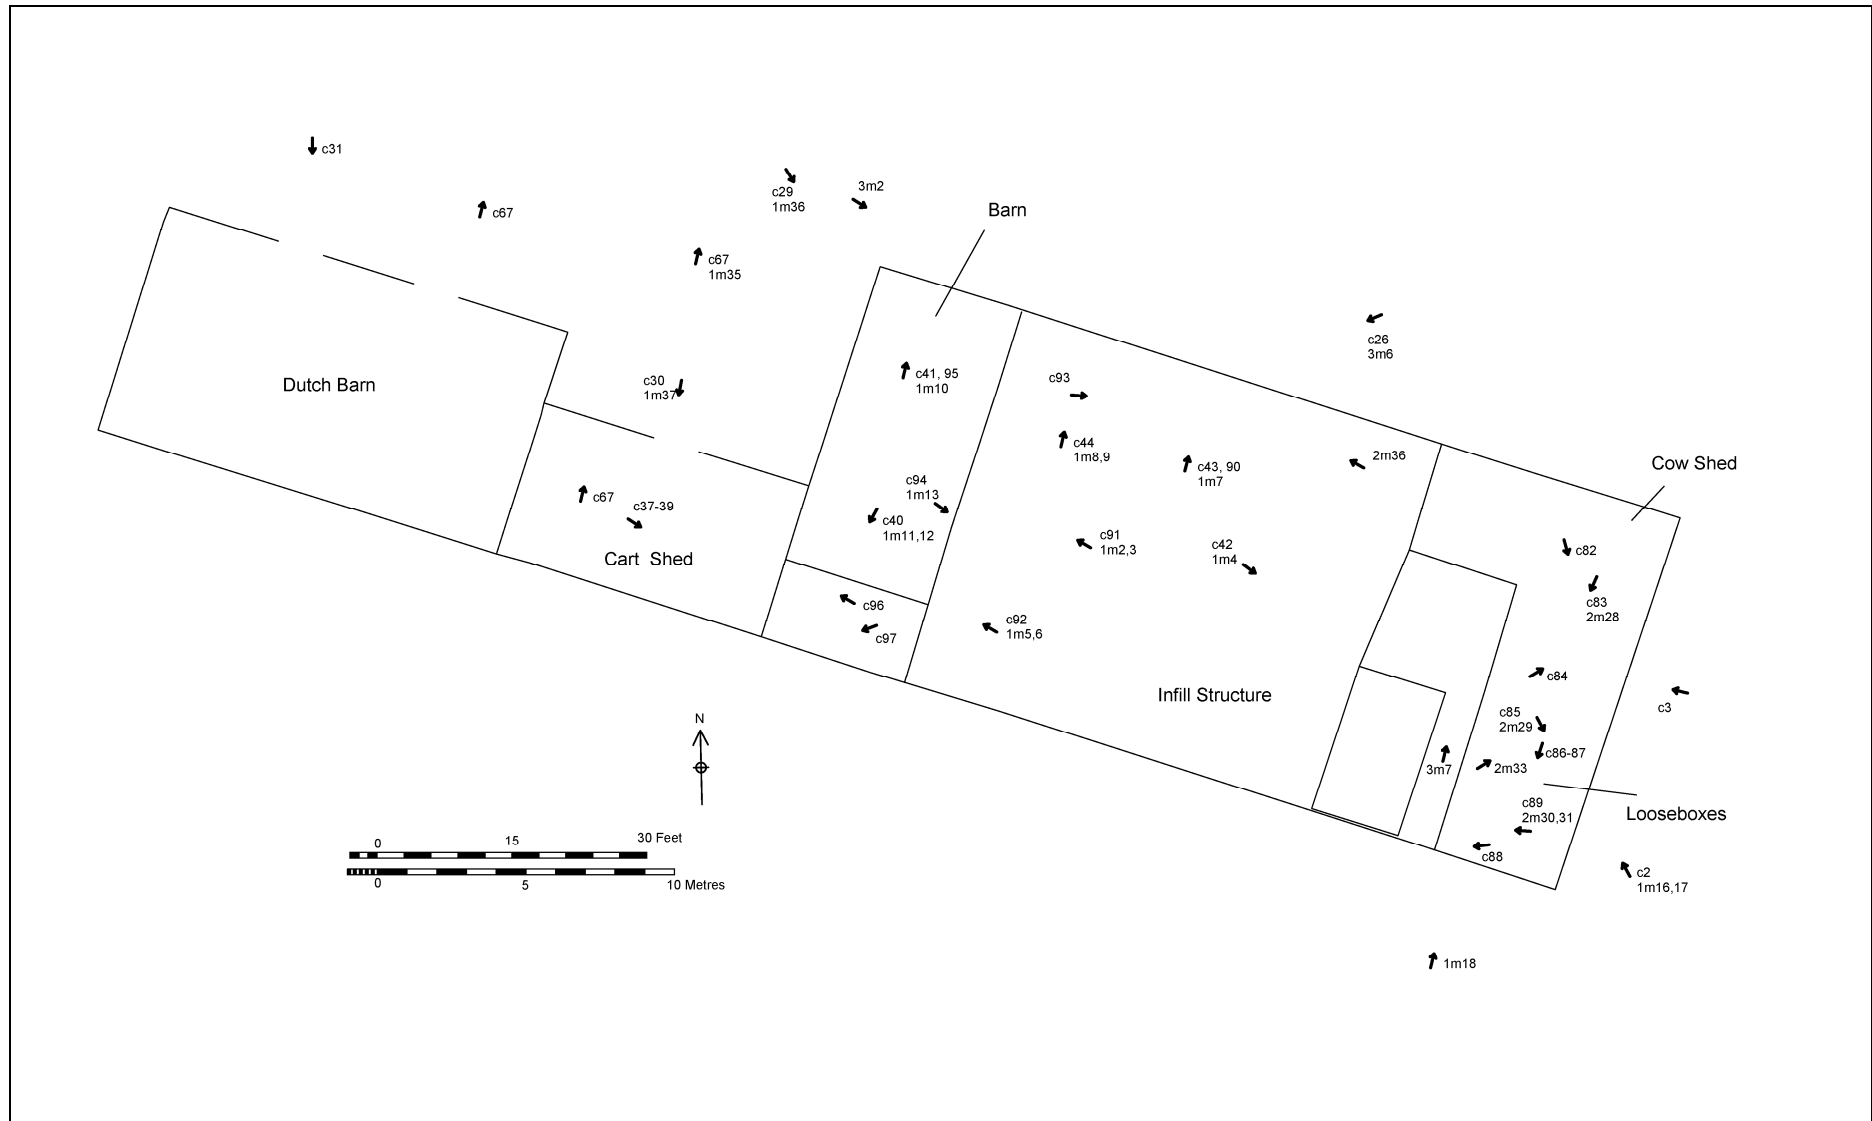 c31
c67
c29
1m36
3m2
Barn
c67
1m35
c26
3m6
Dutch Barn
c30
1m37
c41, 95
1m10
c93
c44
1m8,9
c43, 90
1m7
2m36
Cow Shed
c67
c37-39
Cart Shed
c94
1m13
c40
1m11,12
c91
1m2,3
c42
1m4
c82
c83
2m28
c96
c97
c92
1m5,6
Infill Structure
c84
c3
c85
2m29
c86-87
3m7
2m33
c89
2m30,31
Looseboxes
c88
c2
1m16,17
N
0 15 30 Feet
0 5 10 Metres
1m18